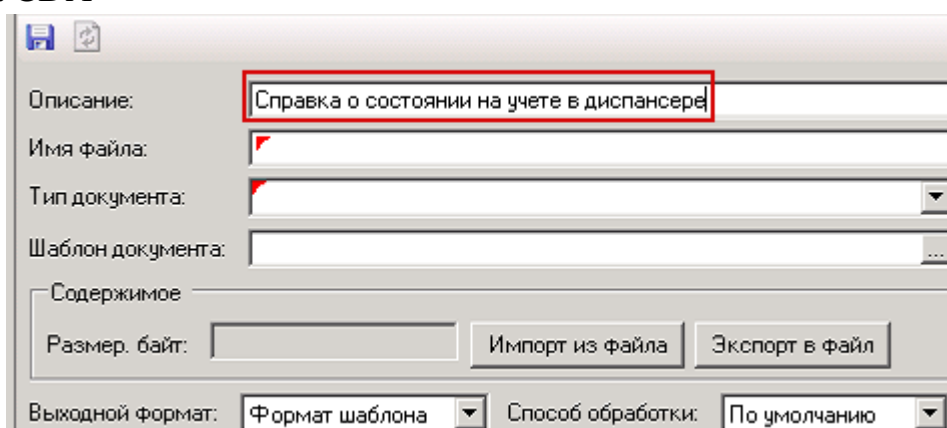 Описание: Справка о состоянии на учете в диспансере
Имя файла:
Тип документа:
Шаблон документа: ...
Содержимое
Размер. байт: Импорт из файла Экспорт в файл
Выходной формат: Формат шаблона Способ обработки: По умолчанию